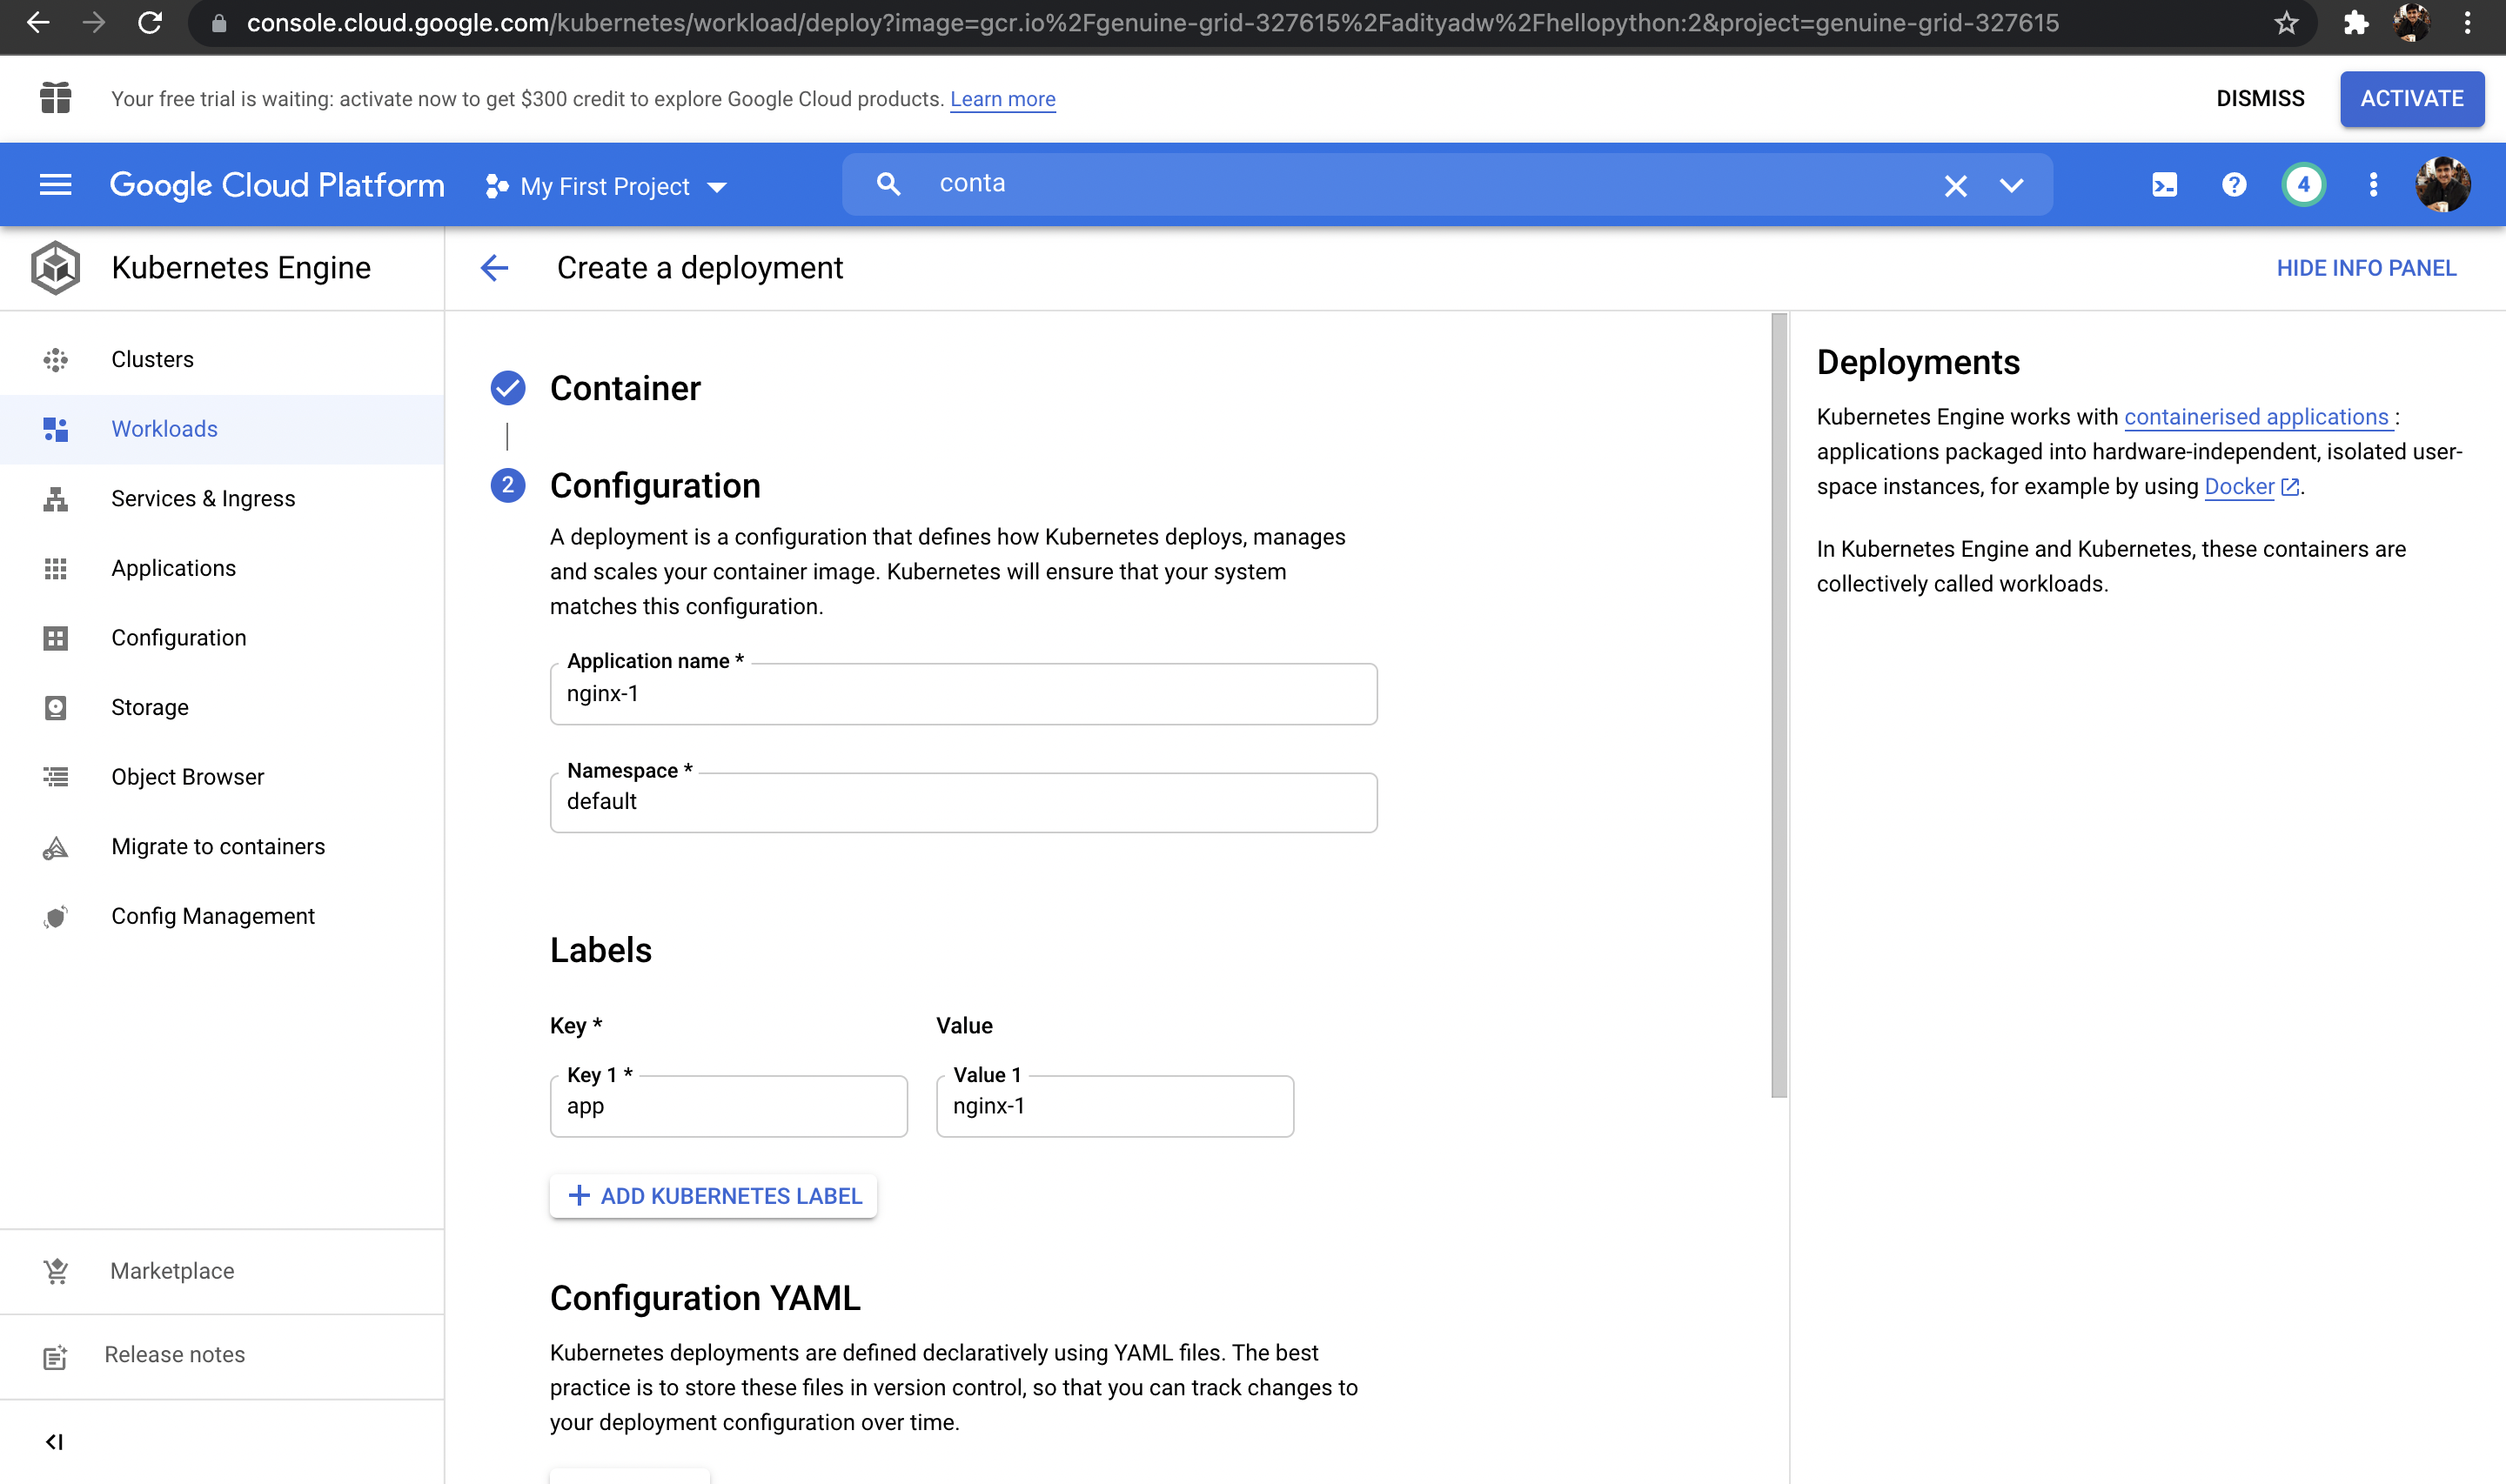 console.cloud.google.com/kubernetes/workload/deploy?image=gcr.io%2Fgenuine-grid-327615%2Fadityadw%2Fhellopython:2&project=genuine-grid-327615
Your free trial is waiting: activate now to get $300 credit to explore Google Cloud products. Learn more
DISMISS
ACTIVATE
Google Cloud Platform
My First Project
conta
4
Kubernetes Engine
Create a deployment
HIDE INFO PANEL
Clusters
Workloads
Services & Ingress
Applications
Configuration
Storage
Object Browser
Migrate to containers
Config Management
Marketplace
Release notes
Container
2 Configuration
A deployment is a configuration that defines how Kubernetes deploys, manages
and scales your container image. Kubernetes will ensure that your system
matches this configuration.
Application name *
nginx-1
Namespace *
default
Labels
Key *
Value
Key 1 *
app
Value 1
nginx-1
ADD KUBERNETES LABEL
Configuration YAML
Kubernetes deployments are defined declaratively using YAML files. The best
practice is to store these files in version control, so that you can track changes to
your deployment configuration over time.
Deployments
Kubernetes Engine works with containerised applications :
applications packaged into hardware-independent, isolated user-
space instances, for example by using Docker.
In Kubernetes Engine and Kubernetes, these containers are
collectively called workloads.